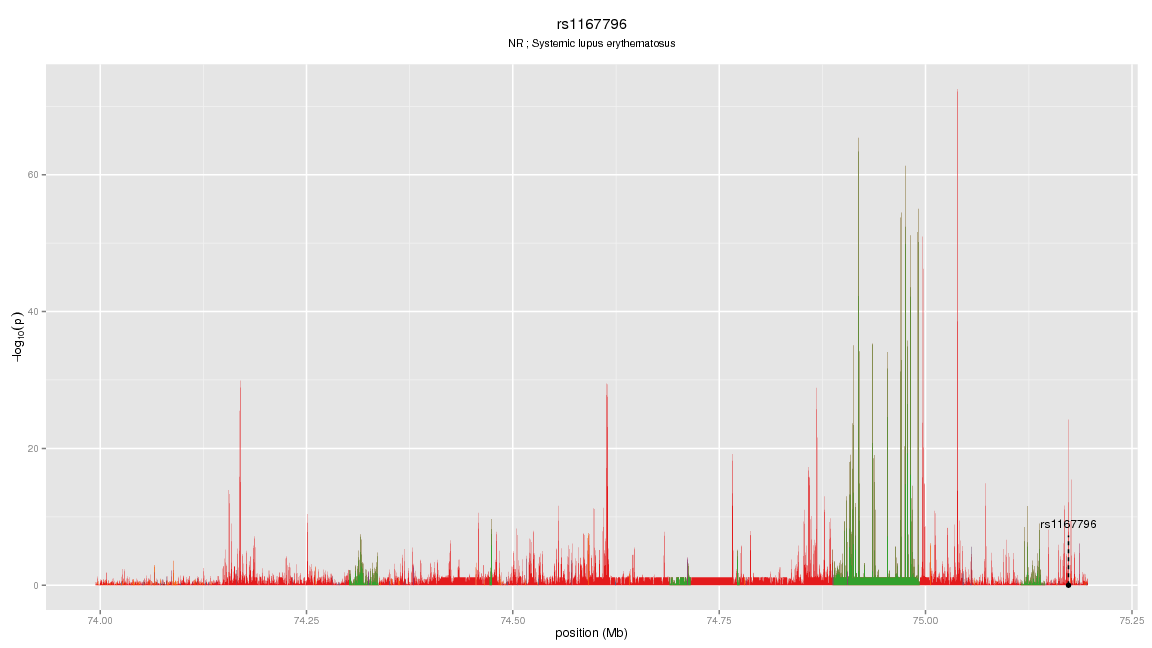 rs1167796
NR ; Systemic lupus erythematosus
60
40
20
0
−log10(p)
rs1167796
74.00 74.25 74.50 74.75 75.00 75.25
position (Mb)